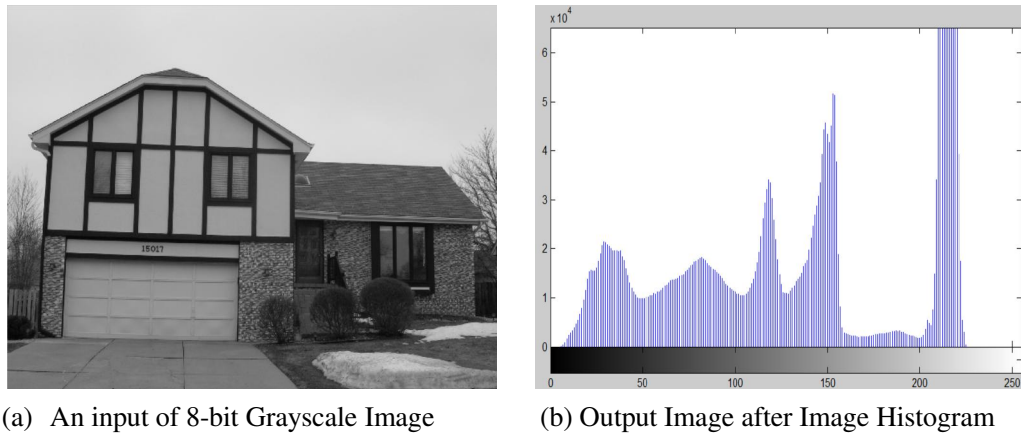 15017
x 10⁴
6
5
4
3
2
1
0
0 50 100 150 200 250
(a) An input of 8-bit Grayscale Image
(b) Output Image after Image Histogram